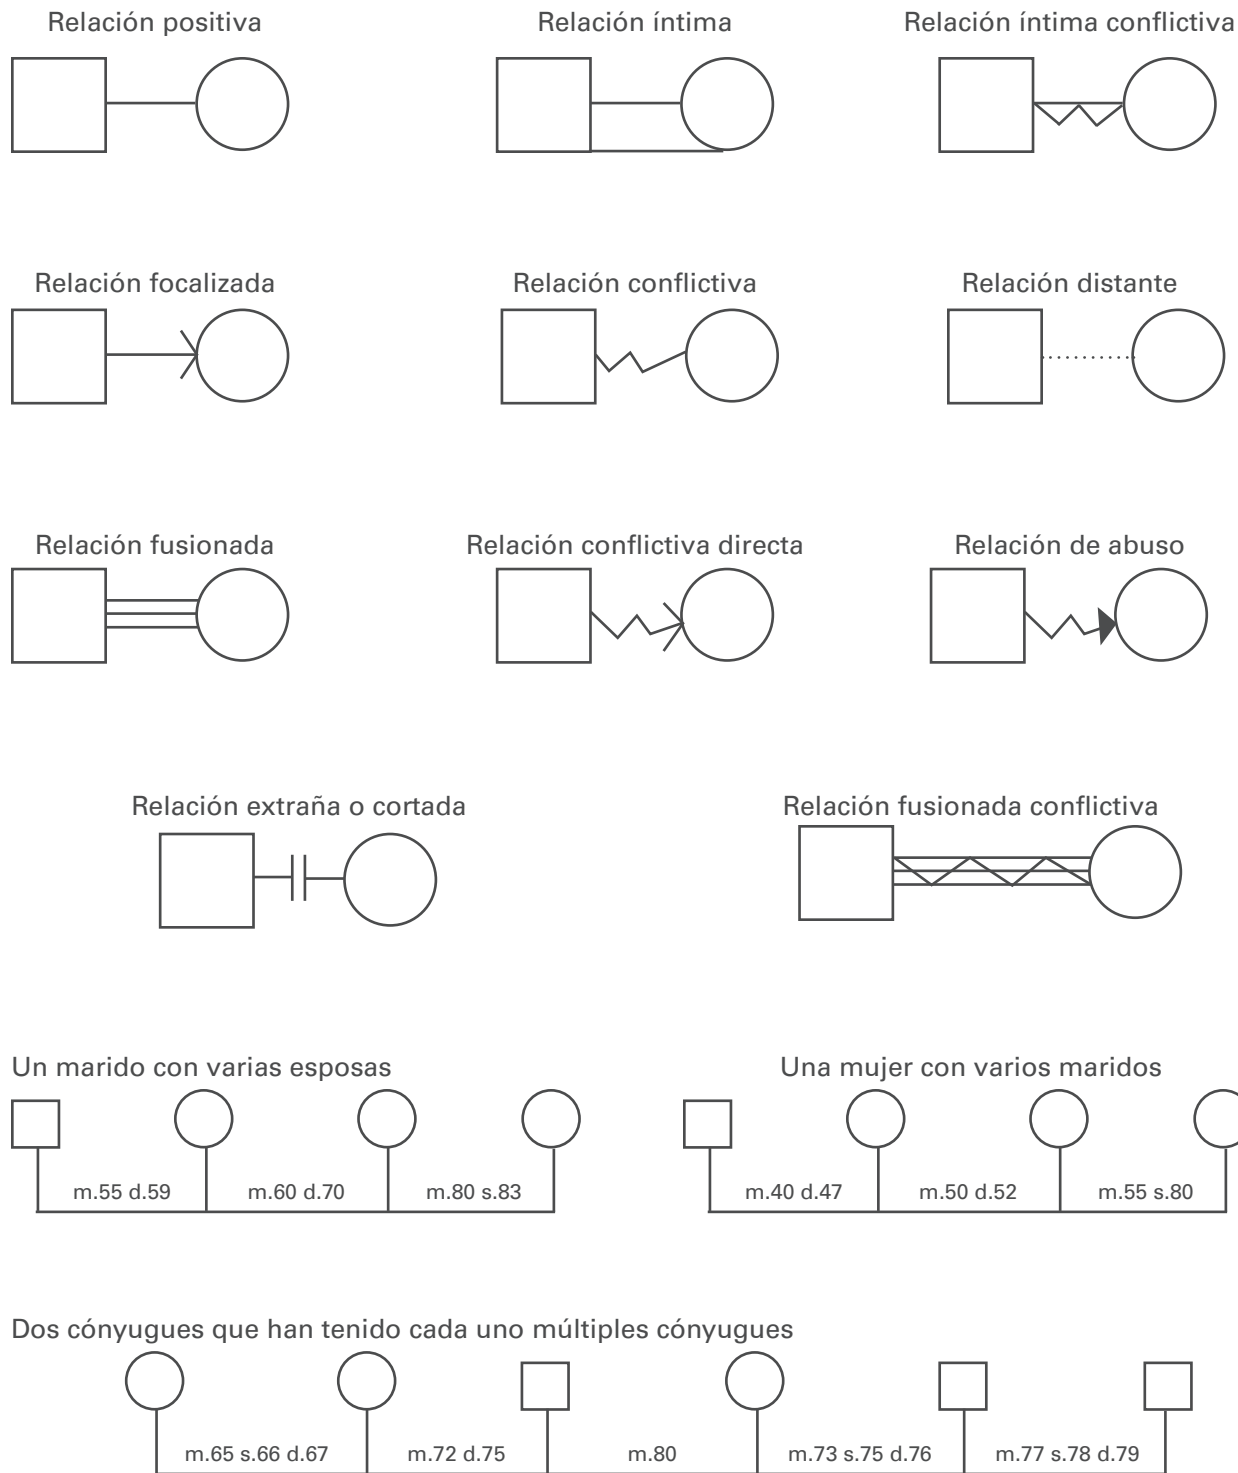 Relación positiva
Relación íntima
Relación íntima conflictiva
Relación focalizada
Relación conflictiva
Relación distante
Relación fusionada
Relación conflictiva directa
Relación de abuso
Relación extraña o cortada
Relación fusionada conflictiva
Un marido con varias esposas
m.55 d.59
m.60 d.70
m.80 s.83
Una mujer con varios maridos
m.40 d.47
m.50 d.52
m.55 s.80
Dos cónyugues que han tenido cada uno múltiples cónyugues
m.65 s.66 d.67
m.72 d.75
m.80
m.73 s.75 d.76
m.77 s.78 d.79